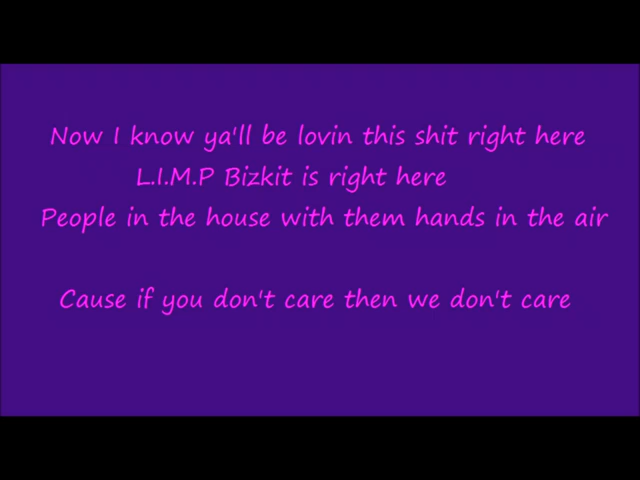 Now I know ya'll be lovin this shit right here
L.I.M.P Bizkit is right here
People in the house with them hands in the air
Cause if you don't care then we don't care